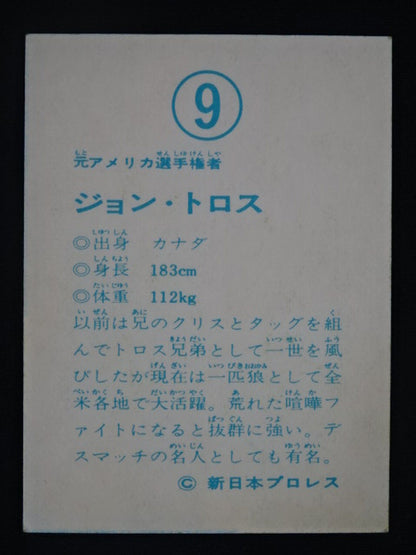 9
元アメリカ選手権者
ジョン・トロス
◎出身 カナダ
◎身長 183cm
◎体重 112kg
以前は兄のクリスとタッグを組
んでトロス兄弟として一世を風
びしたが現在は一匹狼として全
米各地で大活躍。荒れた喧嘩フ
ァイトになると抜群に強い。デ
スマッチの名人としても有名。
© 新日本プロレス